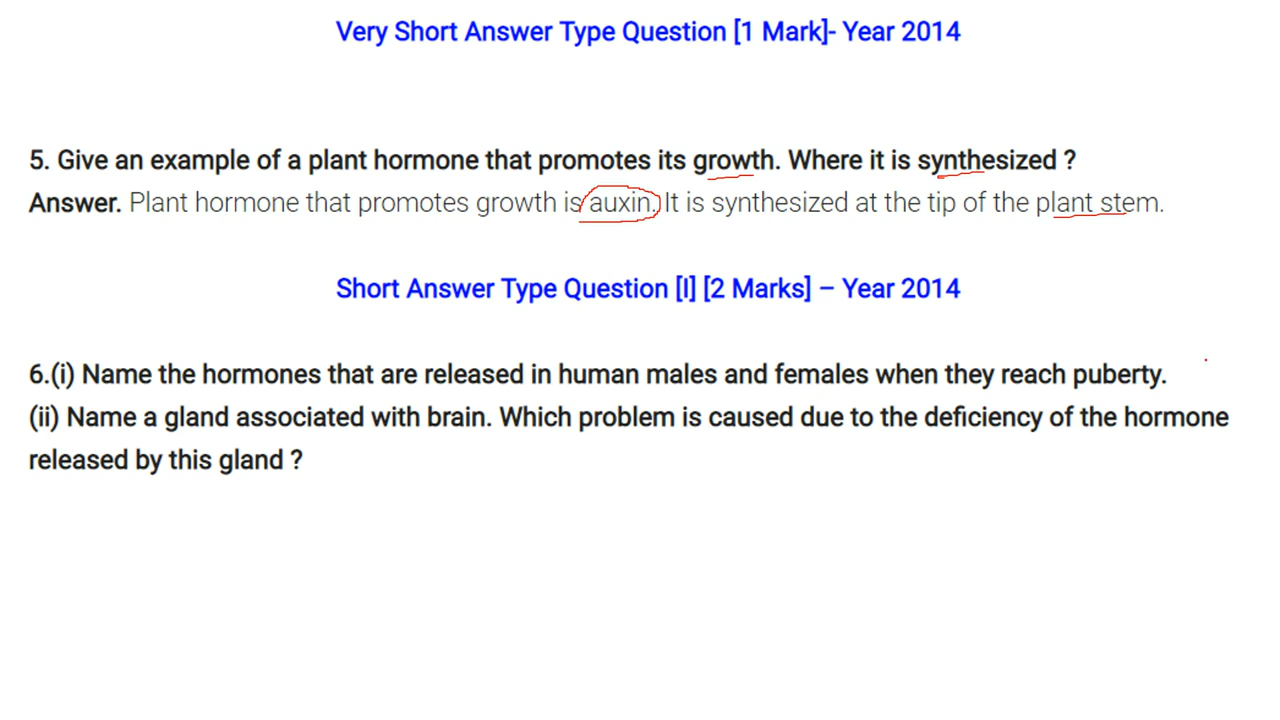 Very Short Answer Type Question [1 Mark]- Year 2014
5. Give an example of a plant hormone that promotes its growth. Where it is synthesized ?
Answer. Plant hormone that promotes growth is auxin. It is synthesized at the tip of the plant stem.
Short Answer Type Question [I] [2 Marks] – Year 2014
6.(i) Name the hormones that are released in human males and females when they reach puberty.
(ii) Name a gland associated with brain. Which problem is caused due to the deficiency of the hormone
released by this gland ?